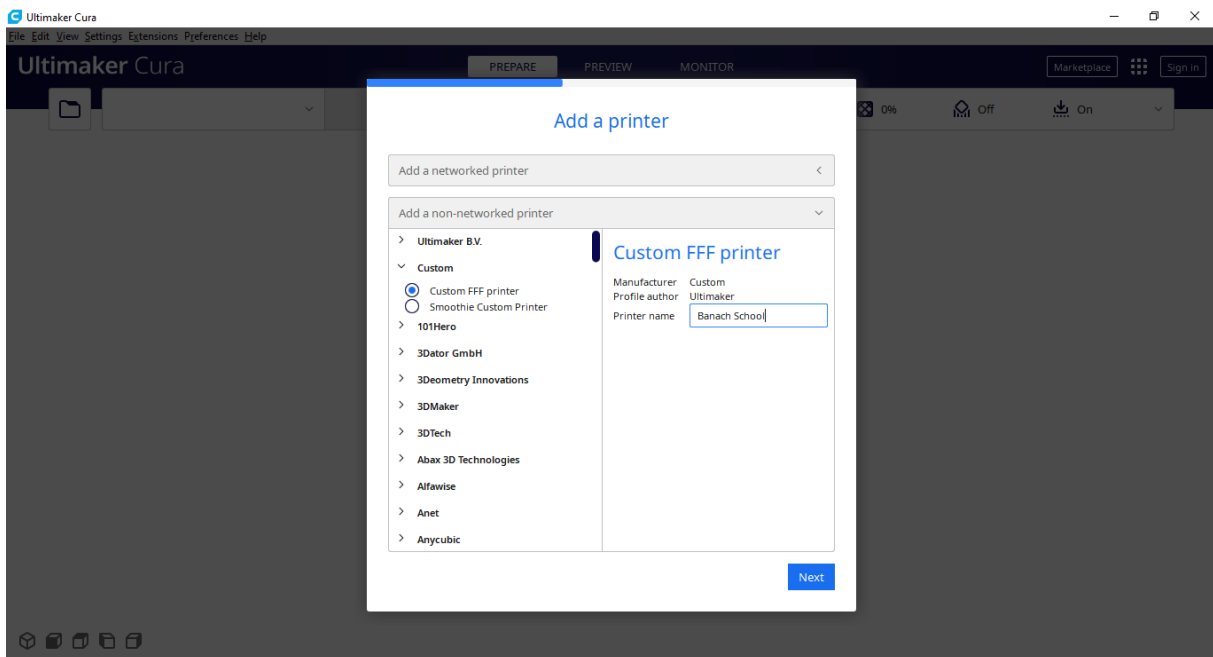 Ultimaker Cura
File Edit View Settings Extensions Preferences Help
Ultimaker Cura PREPARE PREVIEW MONITOR Marketplace Sign in
0% Off On
Add a printer
Add a networked printer
Add a non-networked printer
Ultimaker B.V.
Custom
Custom FFF printer
Smoothie Custom Printer
101Hero
3Dator GmbH
3Deometry Innovations
3DMaker
3DTech
Abax 3D Technologies
Alfawise
Anet
Anycubic
Custom FFF printer
Manufacturer Custom
Profile author Ultimaker
Printer name Banach School
Next